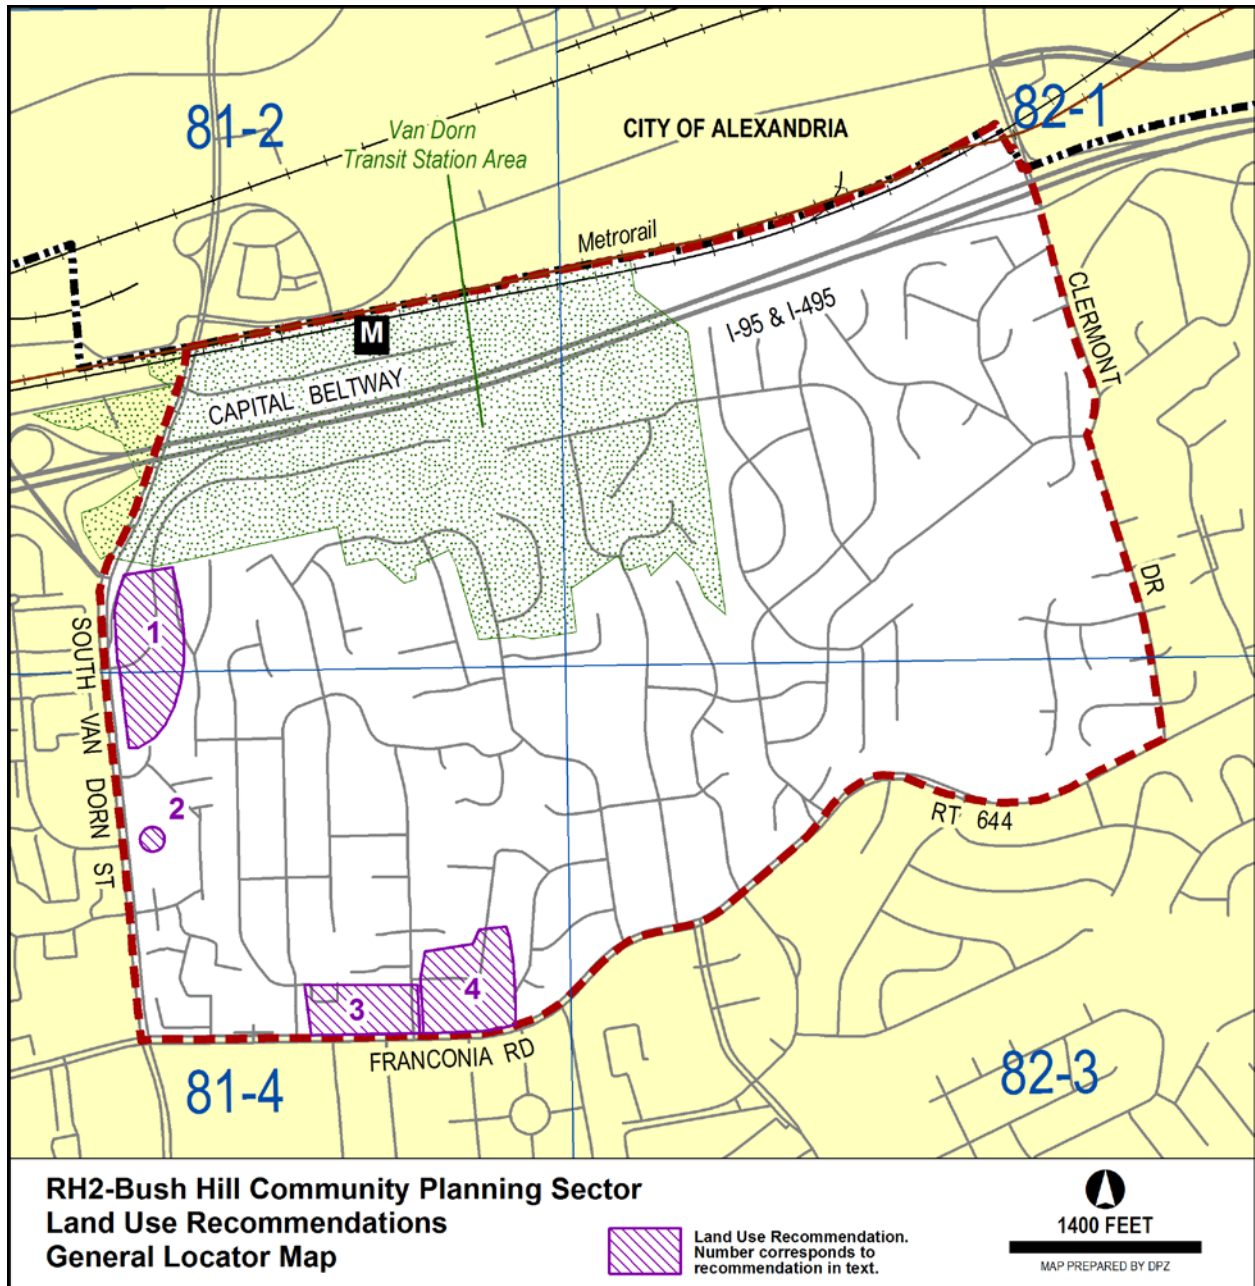 81-2
82-1
CITY OF ALEXANDRIA
Van Dorn
Transit Station Area
Metrorail
M
I-95 & I-495
CLERMONT
CAPITAL BELTWAY
DR
1
SOUTH VAN DORN ST
2
RT 644
3
4
FRANCONIA RD
81-4
82-3
RH2-Bush Hill Community Planning Sector
Land Use Recommendations
General Locator Map
Land Use Recommendation.
Number corresponds to
recommendation in text.
1400 FEET
MAP PREPARED BY DPZ